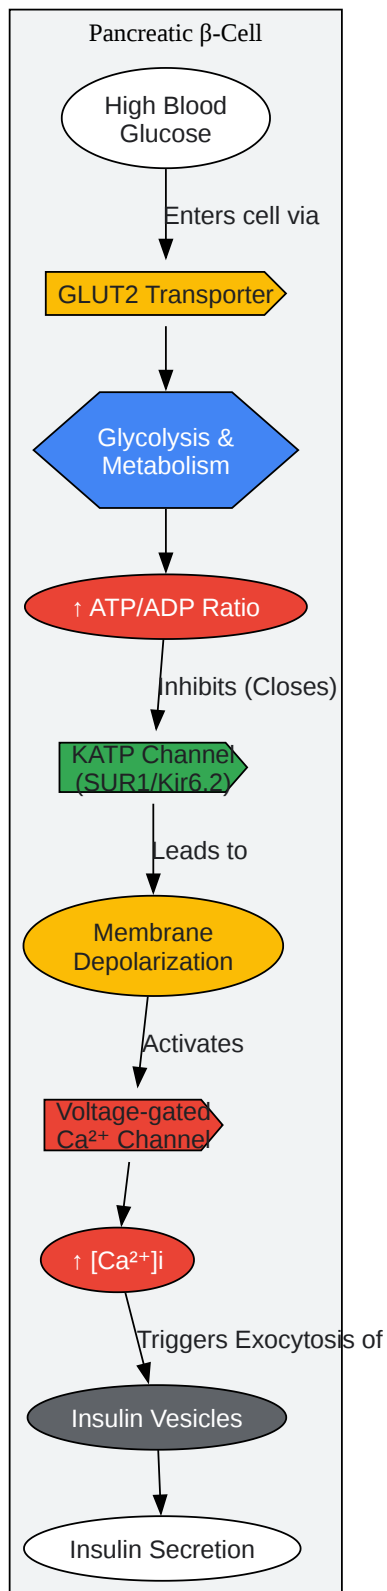 Pancreatic β-Cell
High Blood
Glucose
Enters cell via
GLUT2 Transporter
Glycolysis &
Metabolism
↑ ATP/ADP Ratio
Inhibits (Closes)
KATP Channel
(SUR1/Kir6.2)
Leads to
Membrane
Depolarization
Activates
Voltage-gated
Ca²⁺ Channel
↑ [Ca²⁺]i
Triggers Exocytosis of
Insulin Vesicles
Insulin Secretion